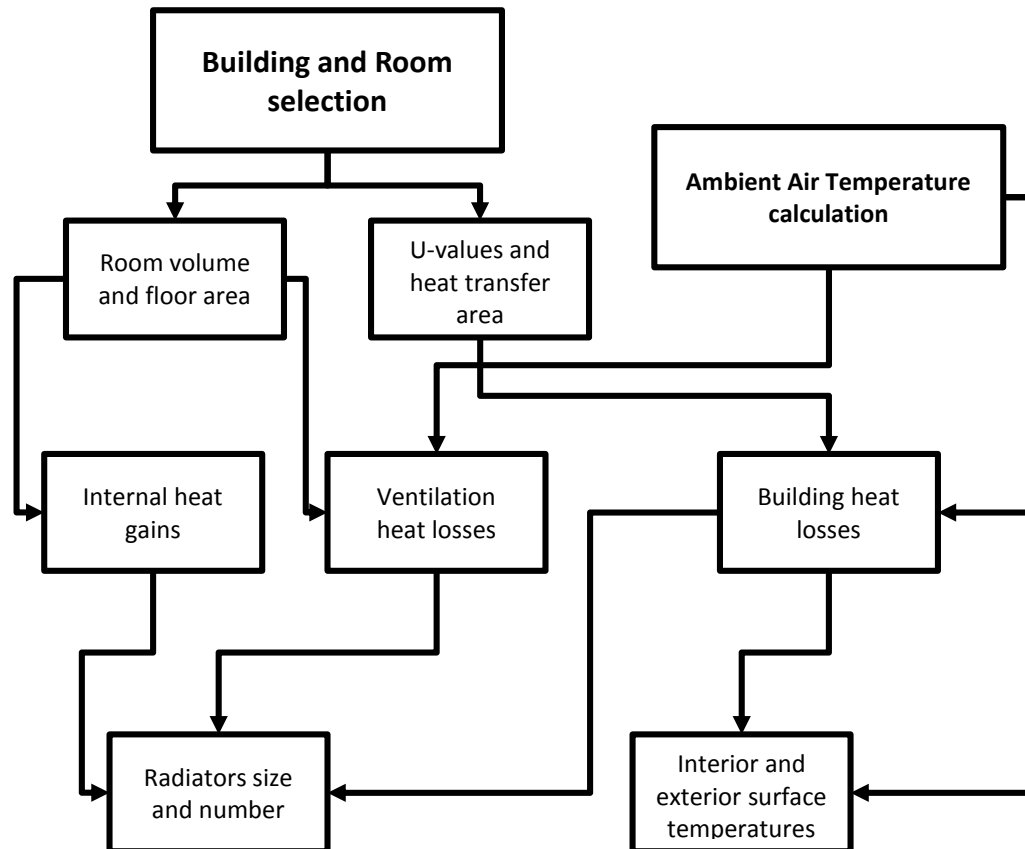 Building and Room
selection
Ambient Air Temperature
calculation
Room volume
and floor area
U-values and
heat transfer
area
Internal heat
gains
Ventilation
heat losses
Building heat
losses
Radiators size
and number
Interior and
exterior surface
temperatures